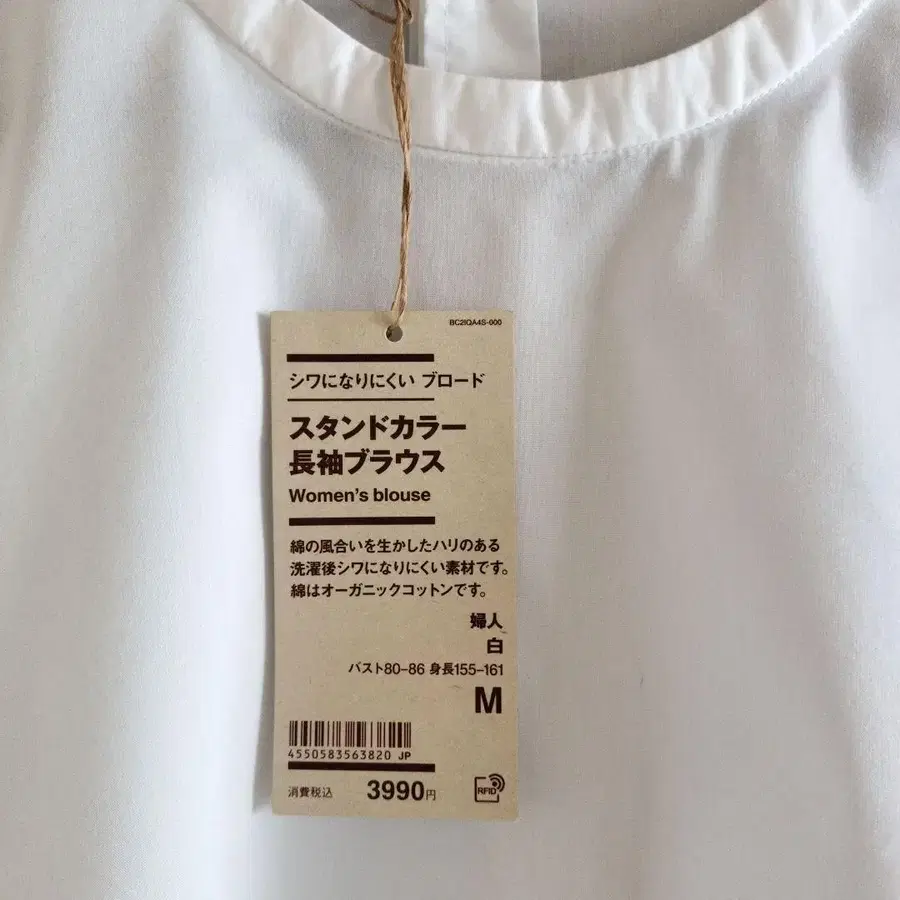 BC2IQA4S-000
シワになりにくい ブロード
スタンドカラー
長袖ブラウス
Women's blouse
綿の風合いを生かしたハリのある
洗濯後シワになりにくい素材です。
綿はオーガニックコットンです。
婦人
白
バスト80–86 身長155–161
M
4550583563820 JP
消費税込 3990円
RFID